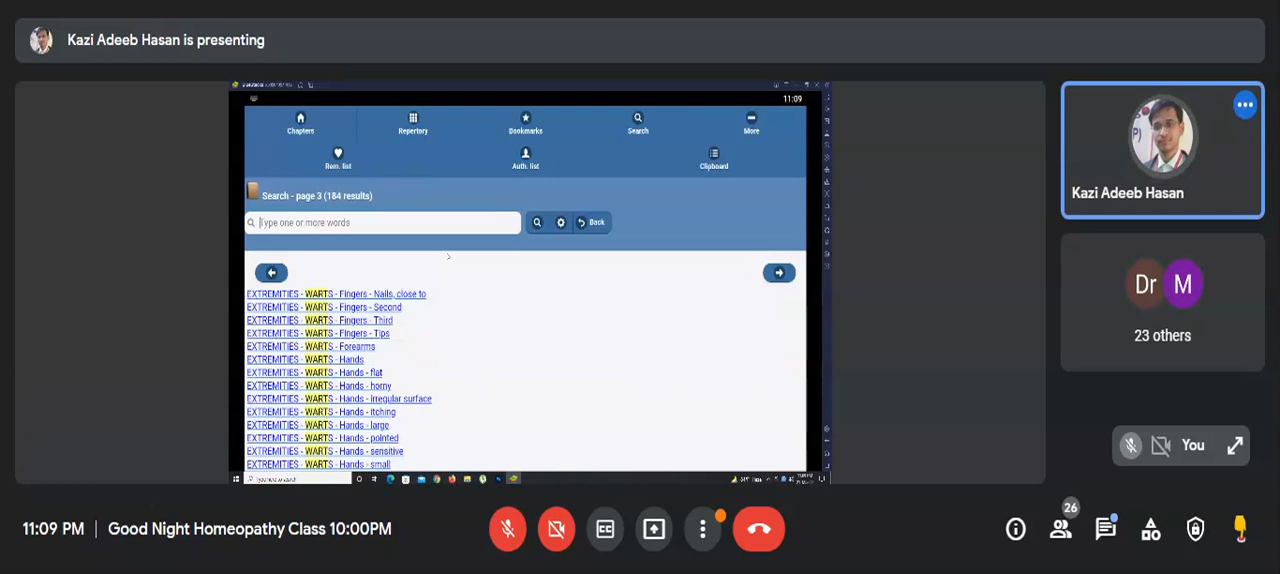 Kazi Adeeb Hasan is presenting
11:09
Chapters
Repertory
Bookmarks
Search
More
Rem. list
Auth. list
Clipboard
Search - page 3 (184 results)
Type one or more words
Back
EXTREMITIES - WARTS - Fingers - Nails, close to
EXTREMITIES - WARTS - Fingers - Second
EXTREMITIES - WARTS - Fingers - Third
EXTREMITIES - WARTS - Fingers - Tips
EXTREMITIES - WARTS - Forearms
EXTREMITIES - WARTS - Hands
EXTREMITIES - WARTS - Hands - flat
EXTREMITIES - WARTS - Hands - horny
EXTREMITIES - WARTS - Hands - irregular surface
EXTREMITIES - WARTS - Hands - itching
EXTREMITIES - WARTS - Hands - large
EXTREMITIES - WARTS - Hands - pointed
EXTREMITIES - WARTS - Hands - sensitive
EXTREMITIES - WARTS - Hands - small
Type here to search
Kazi Adeeb Hasan
Dr M
23 others
You
11:09 PM | Good Night Homeopathy Class 10:00PM
26